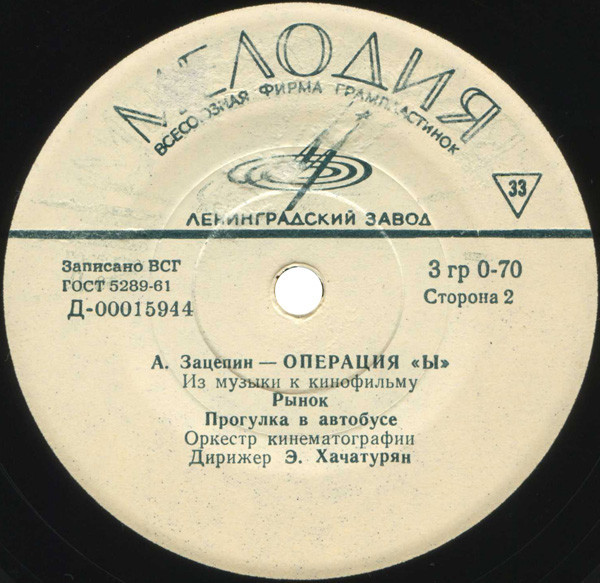 МЕЛОДИЯ
ВСЕСОЮЗНАЯ ФИРМА ГРАМПЛАСТИНОК
ЛЕНИНГРАДСКИЙ ЗАВОД
33
Записано ВСГ
ГОСТ 5289-61
Д-00015944
3 гр 0-70
Сторона 2
А. Зацепин — ОПЕРАЦИЯ «Ы»
Из музыки к кинофильму
Рынок
Прогулка в автобусе
Оркестр кинематографии
Дирижер Э. Хачатурян